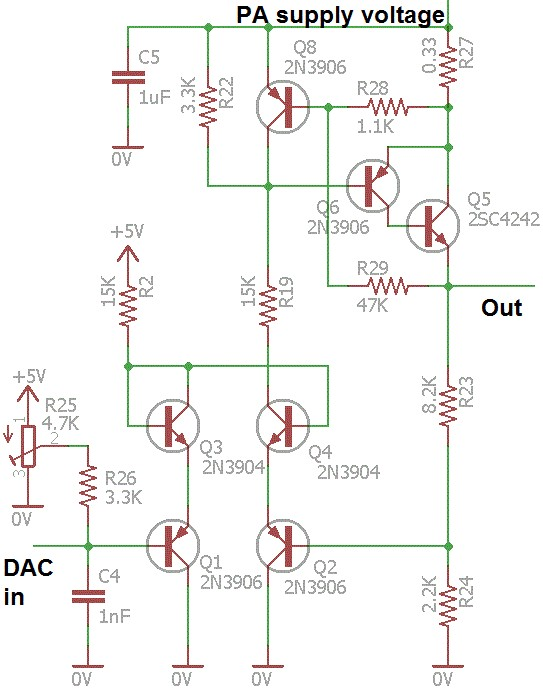 PA supply voltage
C5
1uF
0V
3.3K
R22
Q8
2N3906
0.33
R27
R28
1.1K
Q6
2N3906
Q5
2SC4242
+5V
15K
R2
15K
R19
R29
47K
Out
+5V
R25
4.7K
1
2
3
0V
R26
3.3K
Q3
2N3904
Q4
2N3904
8.2K
R23
DAC
in
C4
1nF
0V
Q1
2N3906
0V
Q2
2N3906
0V
2.2K
R24
0V